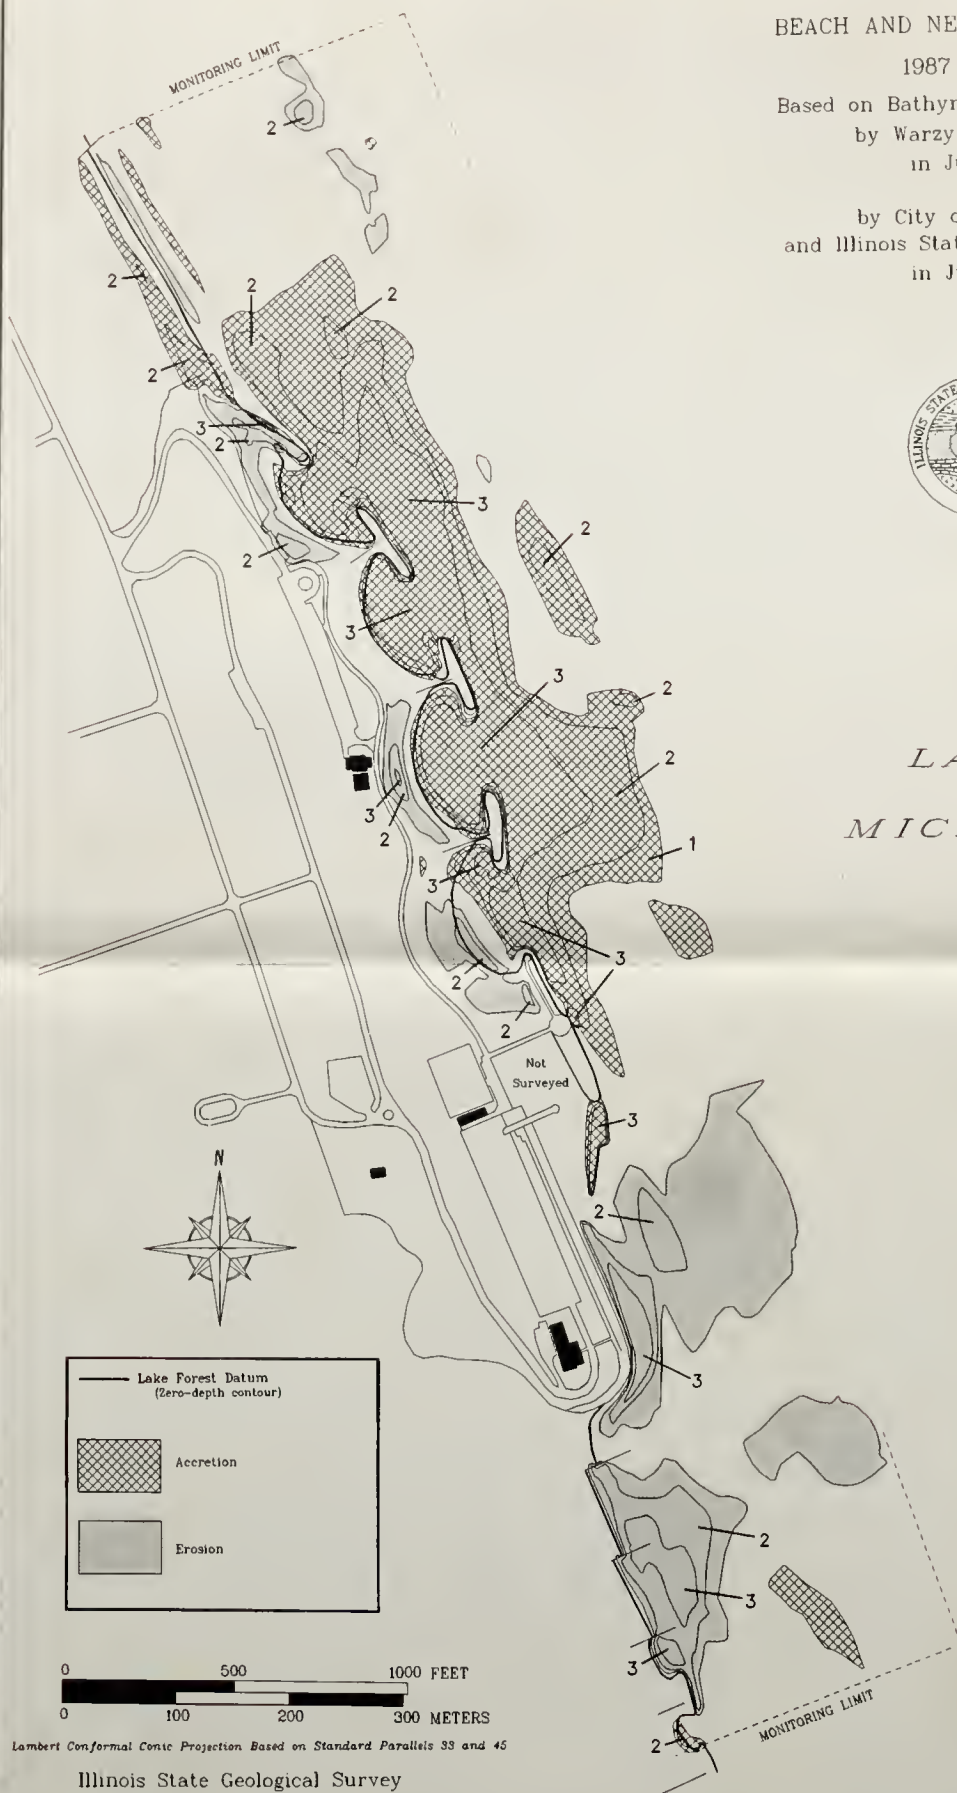 BEACH AND NE
1987
Based on Bathyr
by Warzy
in J
by City
and Illinois Stat
in J
ILLINOIS STATE
MONITORING LIMIT
2
2
2
2
2
3
2
3
2
2
3
3
2
2
3
2
1
3
3
2
2
3
Not
Surveyed
3
2
3
2
3
3
2
MONITORING LIMIT
LA
MIC
N
Lake Forest Datum
(Zero-depth contour)
Accretion
Erosion
0 500 1000 FEET
0 100 200 300 METERS
Lambert Conformal Conic Projection Based on Standard Parallels 33 and 45
Illinois State Geological Survey